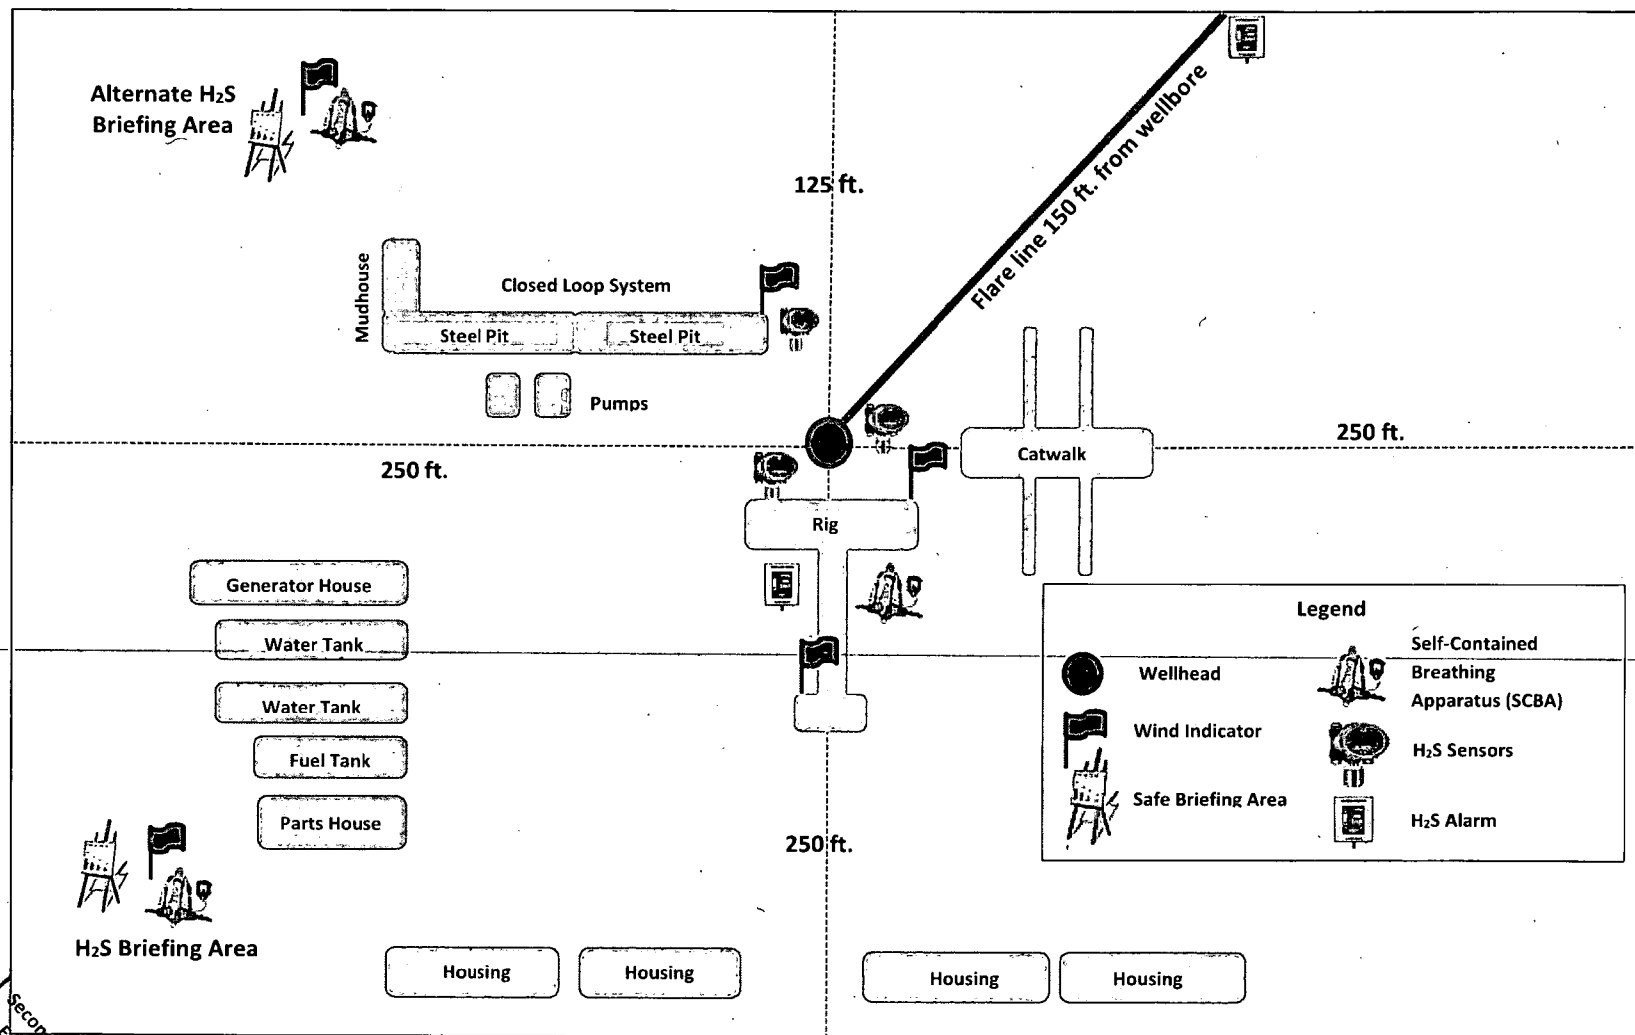 Alternate H2S
Briefing Area
125 ft.
Flare line 150 ft. from wellbore
Mudhouse
Closed Loop System
Steel Pit
Steel Pit
Pumps
250 ft.
250 ft.
Catwalk
Rig
Generator House
Water Tank
Water Tank
Fuel Tank
Parts House
H2S Briefing Area
250 ft.
Housing
Housing
Housing
Housing
Legend
Wellhead
Wind Indicator
Safe Briefing Area
Self-Contained
Breathing
Apparatus (SCBA)
H2S Sensors
H2S Alarm
Secon